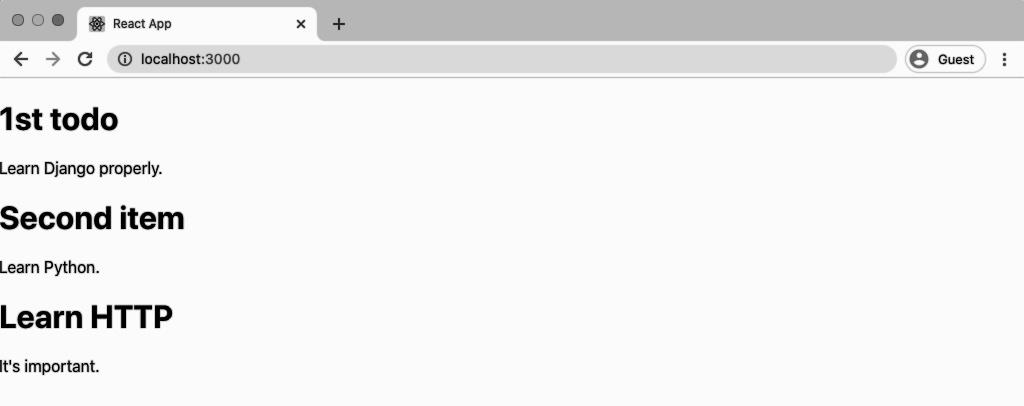 React App
localhost:3000
Guest
1st todo
Learn Django properly.
Second item
Learn Python.
Learn HTTP
It's important.